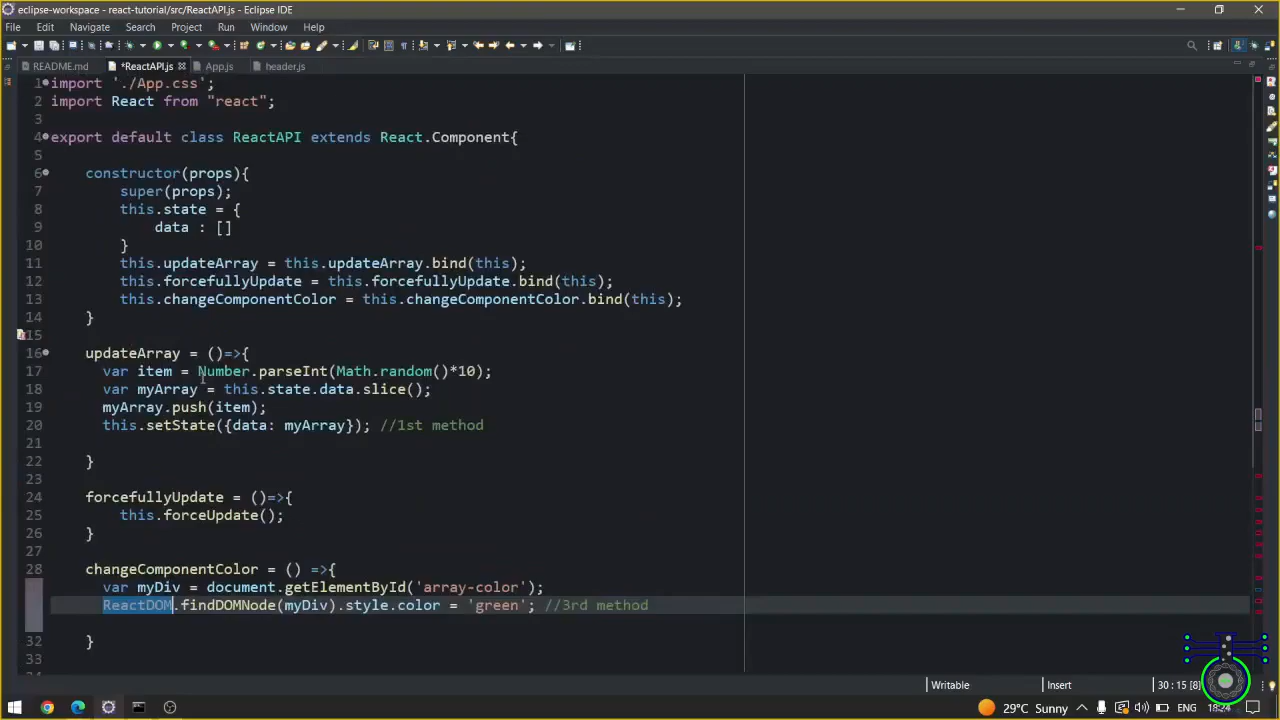 eclipse-workspace - react-tutorial/src/ReactAPI.js - Eclipse IDE
File Edit Navigate Search Project Run Window Help
README.md *ReactAPI.js App.js header.js
1 import './App.css';
2 import React from "react";
3
4 export default class ReactAPI extends React.Component{
5
6 constructor(props){
7 super(props);
8 this.state = {
9 data : []
10 }
11 this.updateArray = this.updateArray.bind(this);
12 this.forcefullyUpdate = this.forcefullyUpdate.bind(this);
13 this.changeComponentColor = this.changeComponentColor.bind(this);
14 }
15
16 updateArray = ()=>{
17 var item = Number.parseInt(Math.random()*10);
18 var myArray = this.state.data.slice();
19 myArray.push(item);
20 this.setState({data: myArray}); //1st method
21
22 }
23
24 forcefullyUpdate = ()=>{
25 this.forceUpdate();
26 }
27
28 changeComponentColor = () =>{
var myDiv = document.getElementById('array-color');
ReactDOM.findDOMNode(myDiv).style.color = 'green'; //3rd method
32 }
33
Writable Insert 30 : 15 [8]
29°C Sunny ENG 18:24